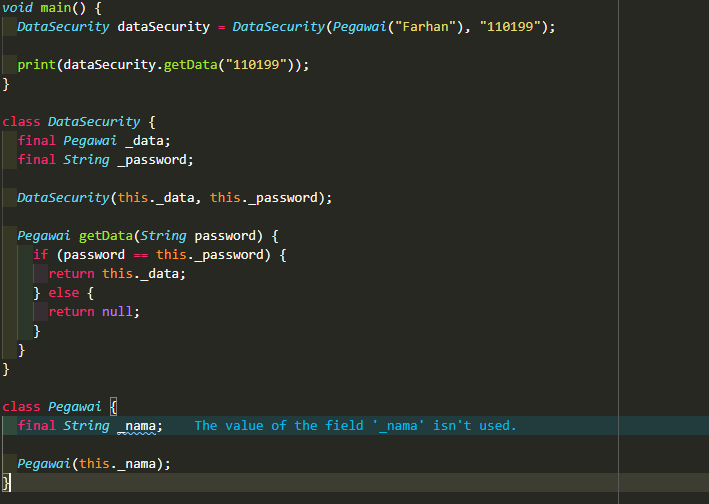 void main() {
  DataSecurity dataSecurity = DataSecurity(Pegawai("Farhan"), "110199");
  print(dataSecurity.getData("110199"));
}
class DataSecurity {
  final Pegawai _data;
  final String _password;
  DataSecurity(this._data, this._password);
  Pegawai getData(String password) {
    if (password == this._password) {
      return this._data;
    } else {
      return null;
    }
  }
}
class Pegawai {
  final String _nama;    The value of the field '_nama' isn't used.
  Pegawai(this._nama);
}